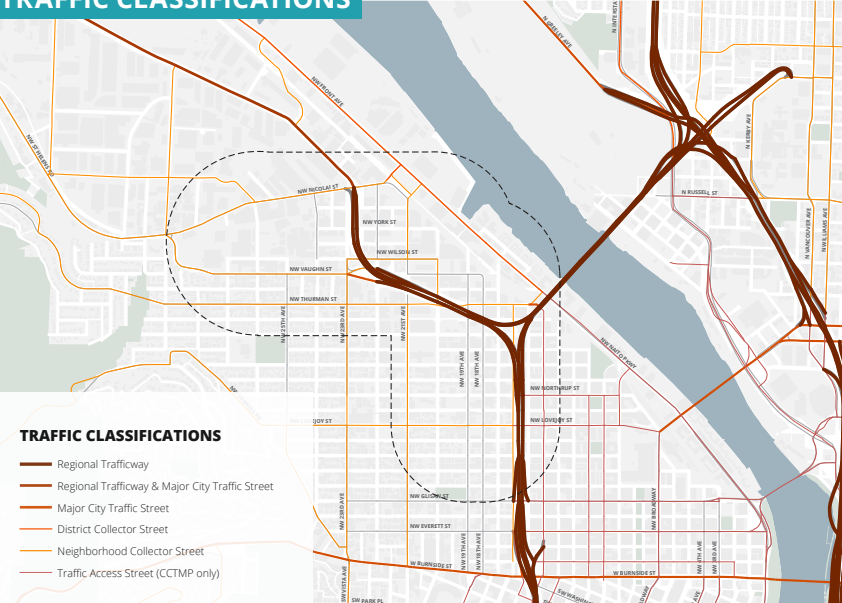 TRAFFIC CLASSIFICATIONS
N GREELEY AVE
N INTERSTA
NW FRONT AVE
NW ST HELENS RD
N KERBY AVE
NW NICOLAI ST
N RUSSELL ST
NW YORK ST
N VANCOUVER AVE
N WILLIAMS AVE
NW WILSON ST
NW VAUGHN ST
NW THURMAN ST
NW 25TH AVE
NW 23RD AVE
NW 21ST AVE
NW NAITO PKWY
NW 19TH AVE
NW 18TH AVE
NW NORTHRUP ST
NW LOVEJOY ST
TRAFFIC CLASSIFICATIONS
Regional Trafficway
Regional Trafficway & Major City Traffic Street
Major City Traffic Street
District Collector Street
Neighborhood Collector Street
Traffic Access Street (CCTMP only)
NW GLISAN ST
NW 23RD AVE
NW BROADWAY
NW EVERETT ST
NW 19TH AVE
NW 18TH AVE
NW 3RD AVE
W BURNSIDE ST
W BURNSIDE ST
SW VISTA AVE
SW PARK PL